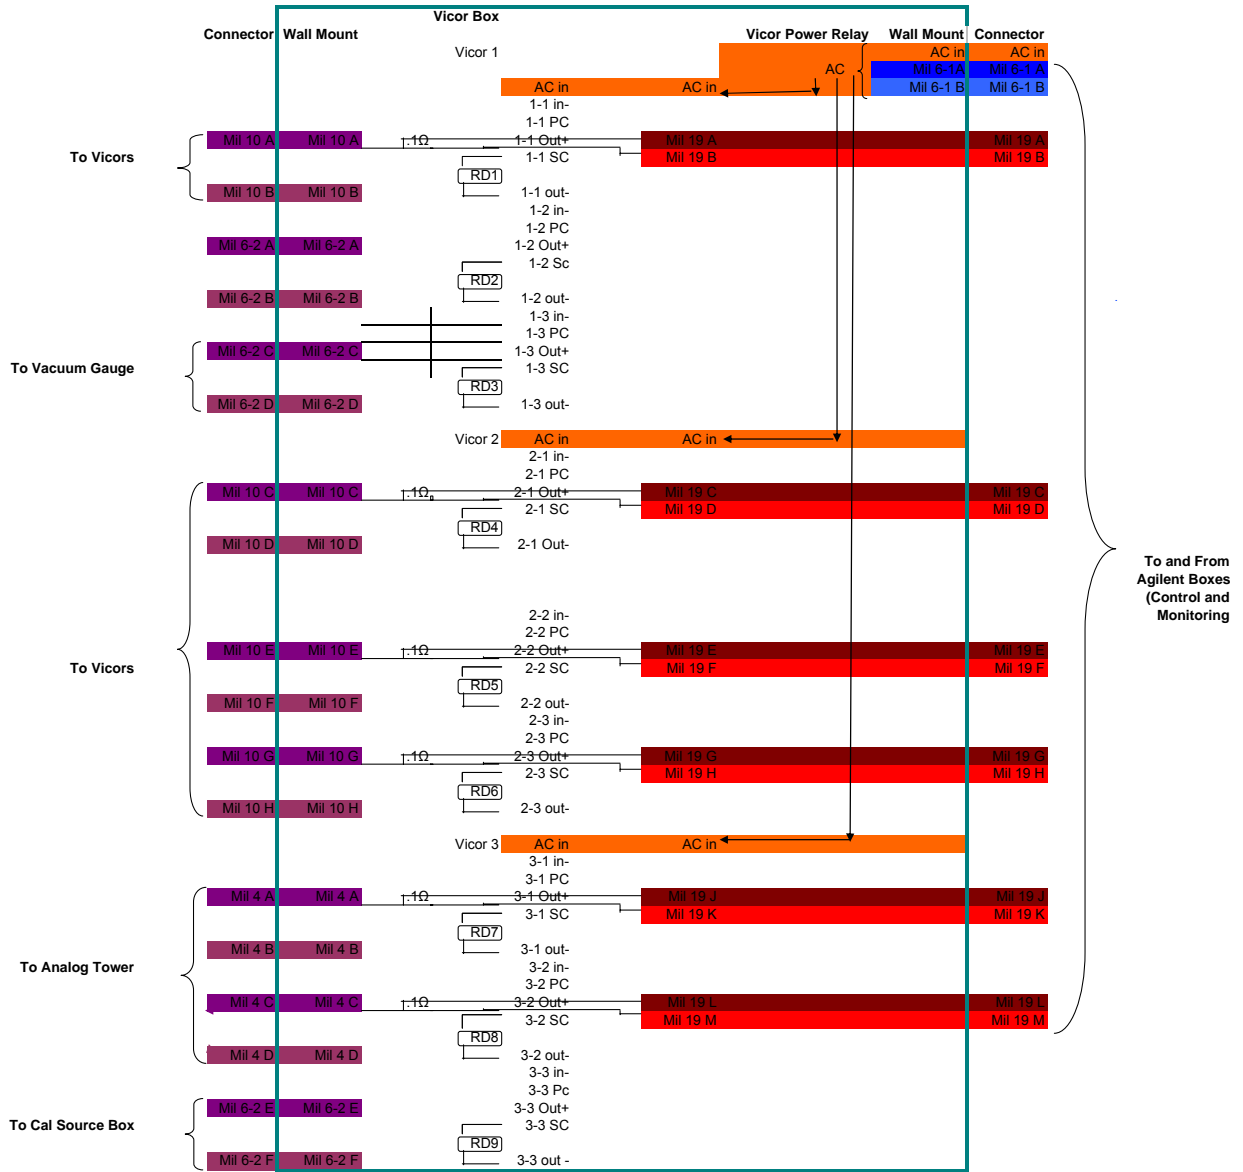 Vicor Box
Connector Wall Mount Vicor Power Relay Wall Mount Connector
Vicor 1 AC in AC in
AC Mil 6-1A Mil 6-1 A
AC in AC in Mil 6-1 B Mil 6-1 B
1-1 in-
1-1 PC
Mil 10 A Mil 10 A .1Ω 1-1 Out+ Mil 19 A Mil 19 A
To Vicors 1-1 SC Mil 19 B Mil 19 B
RD1
Mil 10 B Mil 10 B 1-1 out-
1-2 in-
1-2 PC
Mil 6-2 A Mil 6-2 A 1-2 Out+
1-2 Sc
RD2
Mil 6-2 B Mil 6-2 B 1-2 out-
1-3 in-
1-3 PC
Mil 6-2 C Mil 6-2 C 1-3 Out+
To Vacuum Gauge 1-3 SC
RD3
Mil 6-2 D Mil 6-2 D 1-3 out-
Vicor 2 AC in AC in
2-1 in-
2-1 PC
Mil 10 C Mil 10 C .1Ω 2-1 Out+ Mil 19 C Mil 19 C
2-1 SC Mil 19 D Mil 19 D
RD4
Mil 10 D Mil 10 D 2-1 Out-
To and From
Agilent Boxes
(Control and
Monitoring
2-2 in-
2-2 PC
Mil 10 E Mil 10 E .1Ω 2-2 Out+ Mil 19 E Mil 19 E
To Vicors 2-2 SC Mil 19 F Mil 19 F
RD5
Mil 10 F Mil 10 F 2-2 out-
2-3 in-
2-3 PC
Mil 10 G Mil 10 G .1Ω 2-3 Out+ Mil 19 G Mil 19 G
2-3 SC Mil 19 H Mil 19 H
RD6
Mil 10 H Mil 10 H 2-3 out-
Vicor 3 AC in AC in
3-1 in-
3-1 PC
Mil 4 A Mil 4 A .1Ω 3-1 Out+ Mil 19 J Mil 19 J
3-1 SC Mil 19 K Mil 19 K
RD7
Mil 4 B Mil 4 B 3-1 out-
To Analog Tower 3-2 in-
3-2 PC
Mil 4 C Mil 4 C .1Ω 3-2 Out+ Mil 19 L Mil 19 L
3-2 SC Mil 19 M Mil 19 M
RD8
Mil 4 D Mil 4 D 3-2 out-
3-3 in-
3-3 Pc
Mil 6-2 E Mil 6-2 E 3-3 Out+
To Cal Source Box 3-3 SC
RD9
Mil 6-2 F Mil 6-2 F 3-3 out -